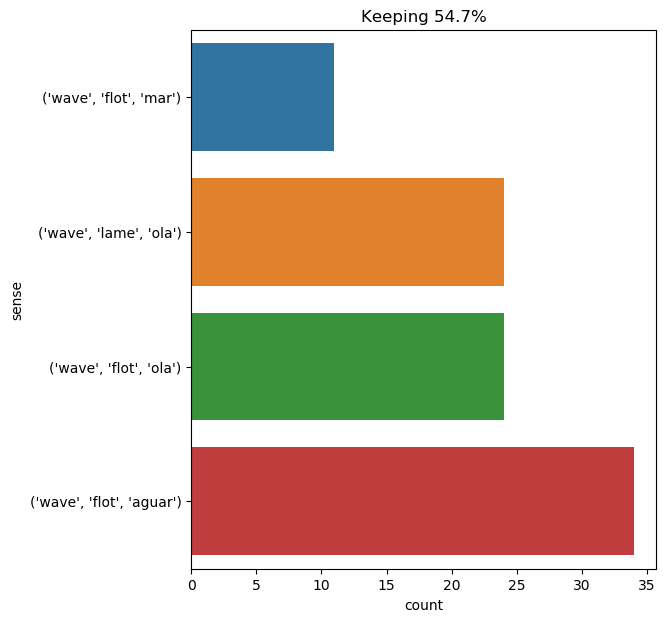 Keeping 54.7%
('wave', 'flot', 'mar')
('wave', 'lame', 'ola')
('wave', 'flot', 'ola')
('wave', 'flot', 'aguar')
sense
0 5 10 15 20 25 30 35
count